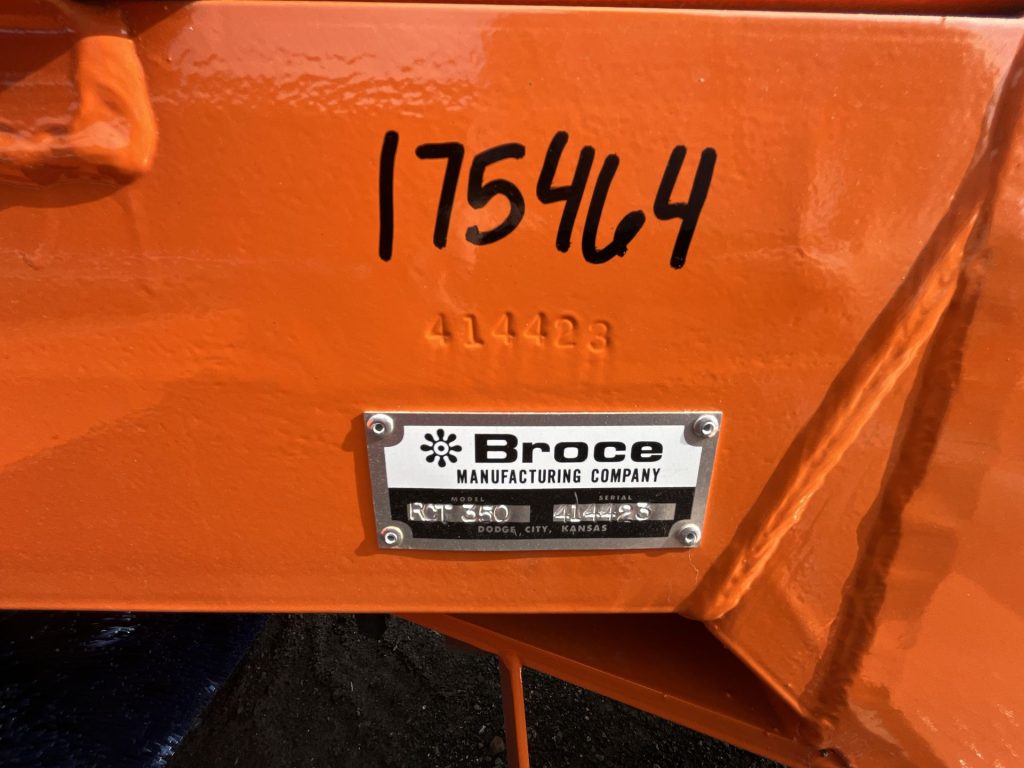 175464
414423
Broce
MANUFACTURING COMPANY
MODEL SERIAL
RCT 350 414423
DODGE CITY, KANSAS